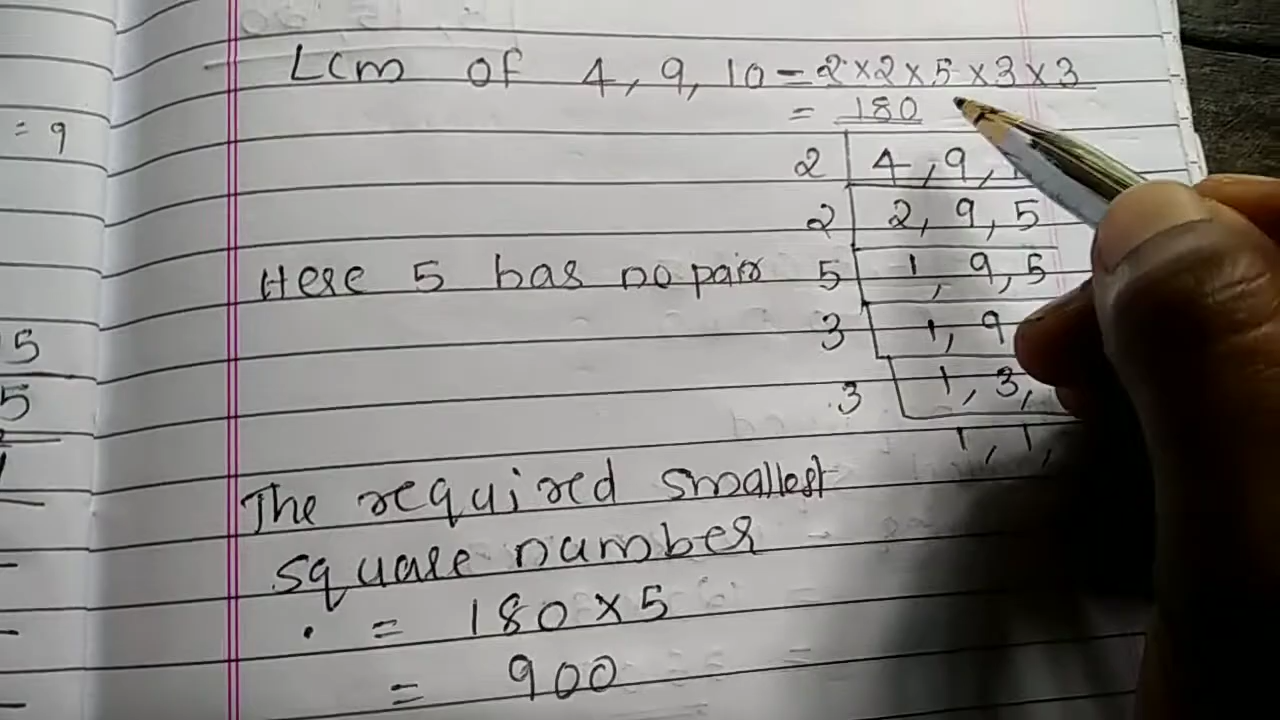 = 9
5
5
LCM of 4, 9, 10 = 2×2×5×3×3
= 180
2 4, 9,
2 2, 9, 5
Here 5 has no pair 5 1, 9, 5
3 1, 9
3 1, 3,
1, 1,
The required smallest
square number
= 180×5
= 900